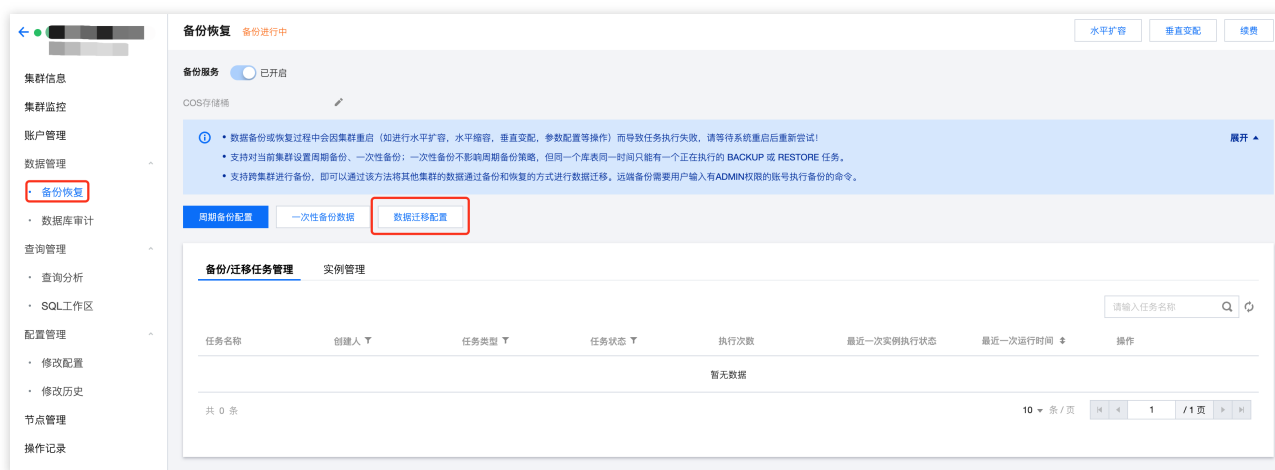 备份恢复 备份进行中 水平扩容 垂直变配 续费
集群信息
集群监控
账户管理
数据管理
· 备份恢复
· 数据库审计
查询管理
· 查询分析
· SQL工作区
配置管理
· 修改配置
· 修改历史
节点管理
操作记录
备份服务 已开启
COS存储桶
• 数据备份或恢复过程中会因集群重启（如进行水平扩容，水平缩容，垂直变配，参数配置等操作）而导致任务执行失败，请等待系统重启后重新尝试! 展开
• 支持对当前集群设置周期备份、一次性备份；一次性备份不影响周期备份策略，但同一个库表同一时间只能有一个正在执行的 BACKUP 或 RESTORE 任务。
• 支持跨集群进行备份，即可以通过该方法将其他集群的数据通过备份和恢复的方式进行数据迁移。远端备份需要用户输入有ADMIN权限的账号执行备份的命令。
周期备份配置 一次性备份数据 数据迁移配置
备份/迁移任务管理 实例管理
请输入任务名称
任务名称 创建人 任务类型 任务状态 执行次数 最近一次实例执行状态 最近一次运行时间 操作
暂无数据
共 0 条 10 条 / 页 1 / 1 页